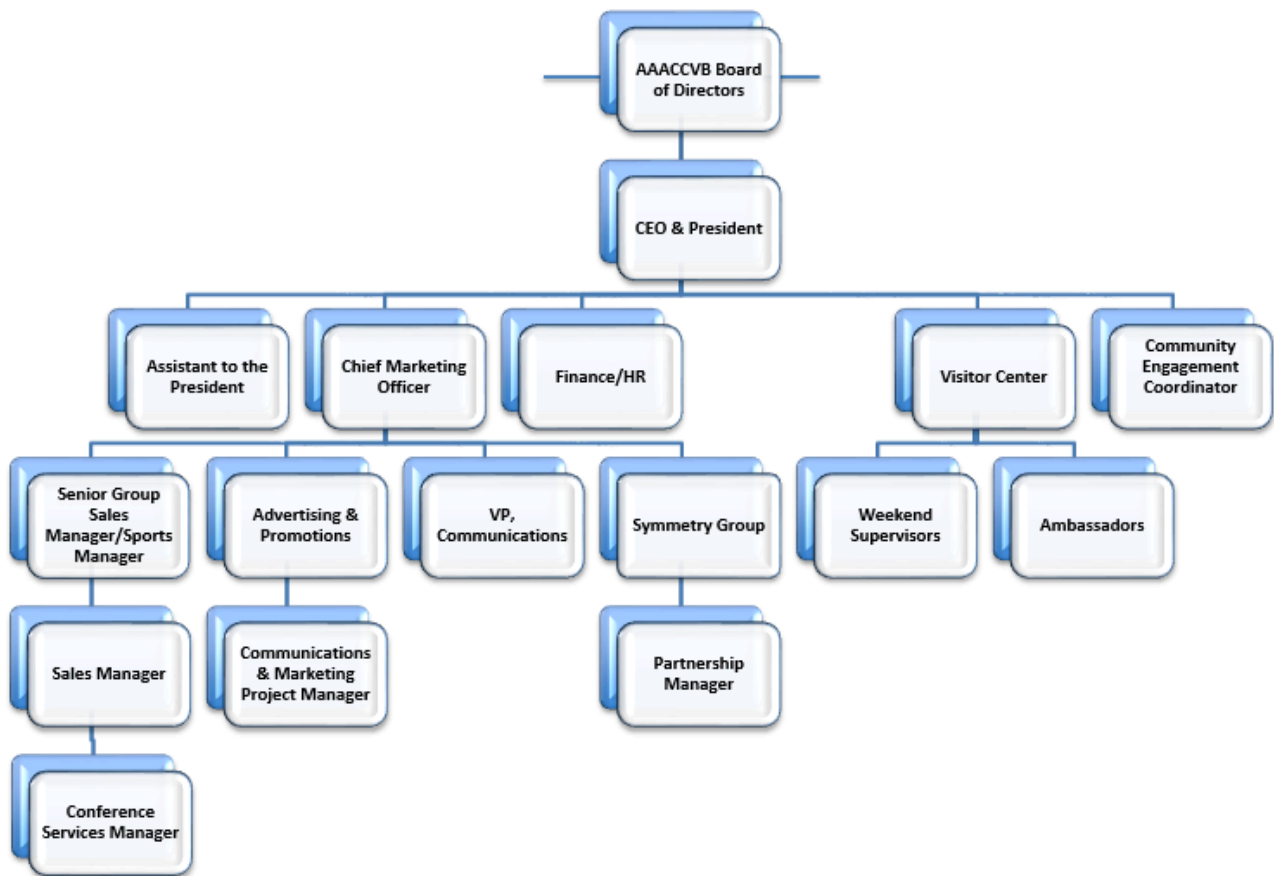 AAACCVB Board
of Directors
CEO & President
Assistant to the
President
Chief Marketing
Officer
Finance/HR
Visitor Center
Community
Engagement
Coordinator
Senior Group
Sales
Manager/Sports
Manager
Advertising &
Promotions
VP,
Communications
Symmetry Group
Weekend
Supervisors
Ambassadors
Sales Manager
Communications
& Marketing
Project Manager
Partnership
Manager
Conference
Services Manager